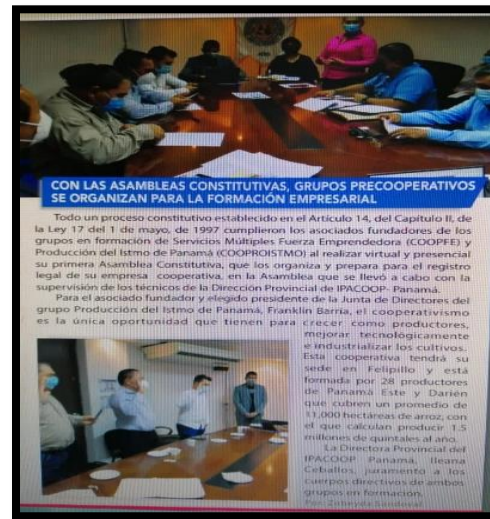 CON LAS ASAMBLEAS CONSTITUTIVAS, GRUPOS PRECOOPERATIVOS
SE ORGANIZAN PARA LA FORMACIÓN EMPRESARIAL
Todo un proceso constitutivo establecido en el Artículo 14, del Capítulo II, de
la Ley 17 del 1 de mayo, de 1997 cumplieron los asociados fundadores de los
grupos en formación de Servicios Múltiples Fuerza Emprendedora (COOPFE) y
Producción del Istmo de Panamá (COOPROISTMO) al realizar virtual y presencial
su primera Asamblea Constitutiva, que los organiza y prepara para el registro
legal de su empresa cooperativa, en la Asamblea que se llevó a cabo con la
supervisión de los técnicos de la Dirección Provincial de IPACOOP- Panamá.
Para el asociado fundador y elegido presidente de la Junta de Directores del
grupo Producción del Istmo de Panamá, Franklin Barría, el cooperativismo
es la única oportunidad que tienen para crecer como productores,
mejorar tecnológicamente
e industrializar los cultivos.
Esta cooperativa tendrá su
sede en Felipillo y está
formada por 28 productores
de Panamá Este y Darién
que cubren un promedio de
11,000 hectáreas de arroz, con
el que calculan producir 1.5
millones de quintales al año.
La Directora Provincial del
IPACOOP Panamá, Ileana
Ceballos, juramentó a los
cuerpos directivos de ambos
grupos en formación.
Por: Zobeyda Sandoval